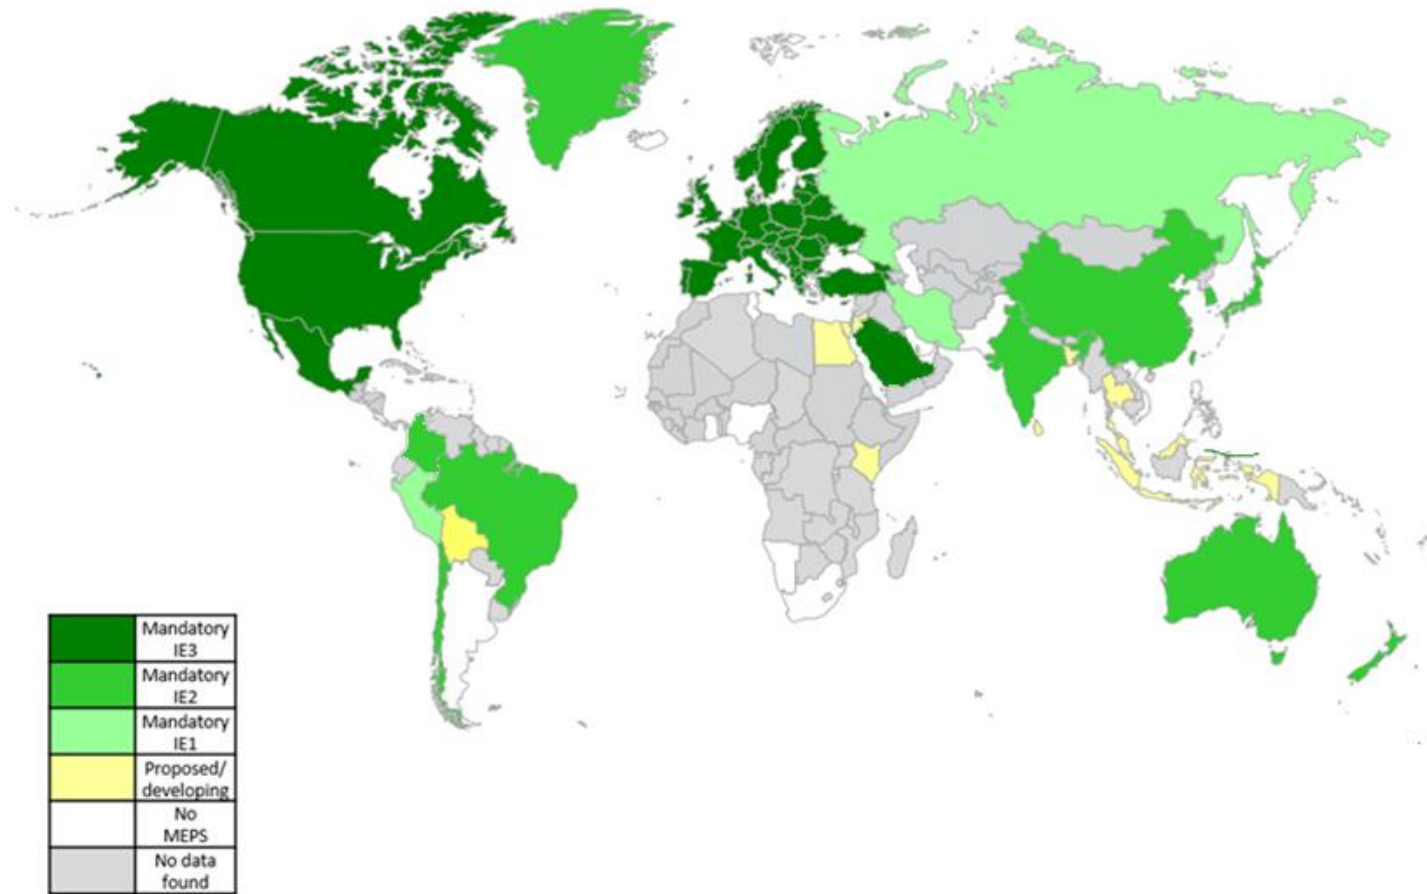 Mandatory
IE3
Mandatory
IE2
Mandatory
IE1
Proposed/
developing
No
MEPS
No data
found